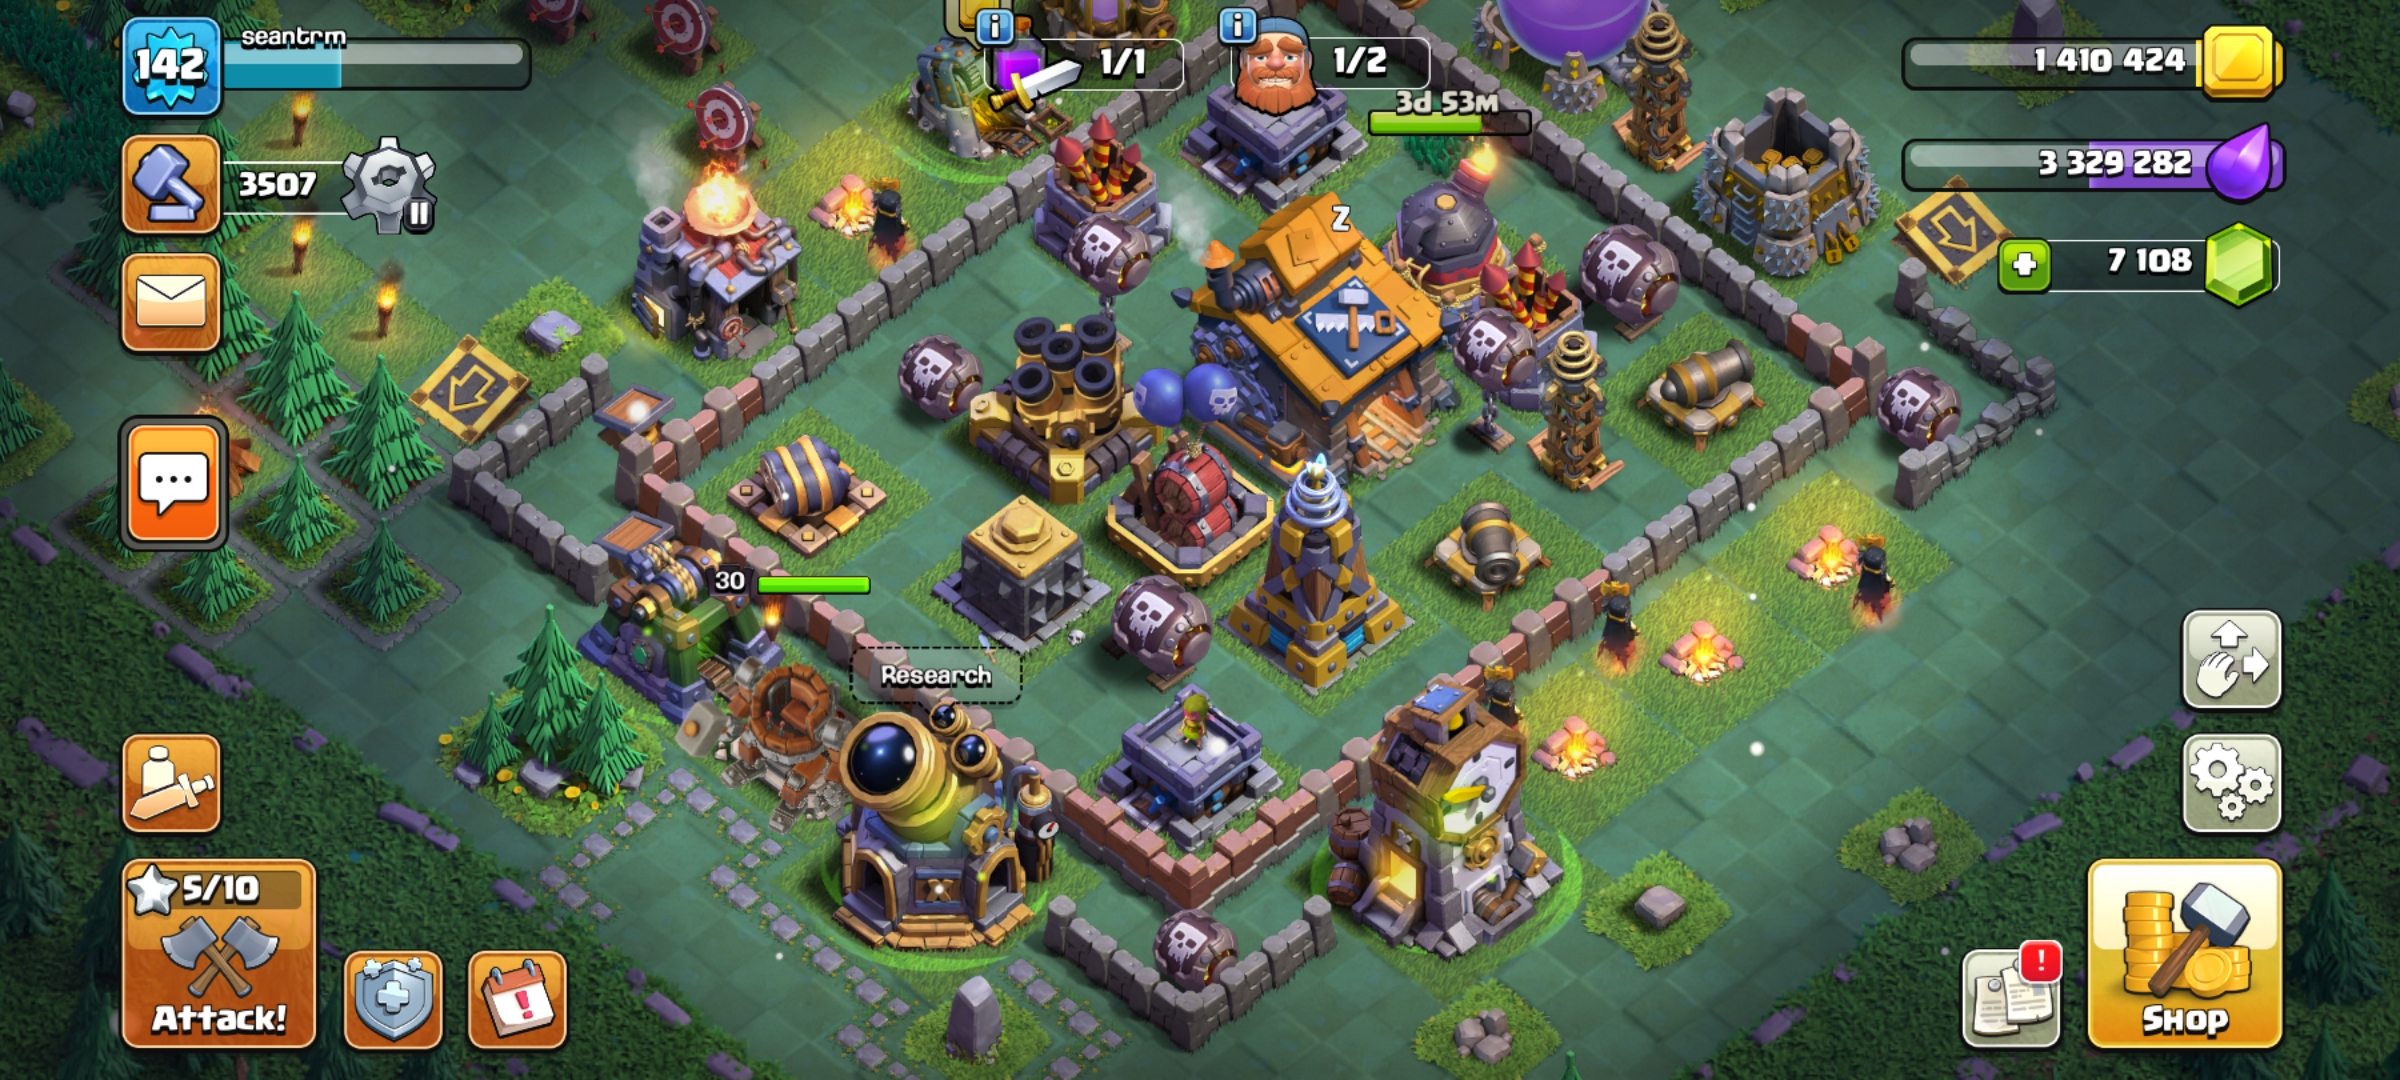 142
seantrm
1/1
1/2
1 410 424
3d 53m
3 329 282
3507
Z
7 108
30
Research
5/10
Attack!
!
!
Shop